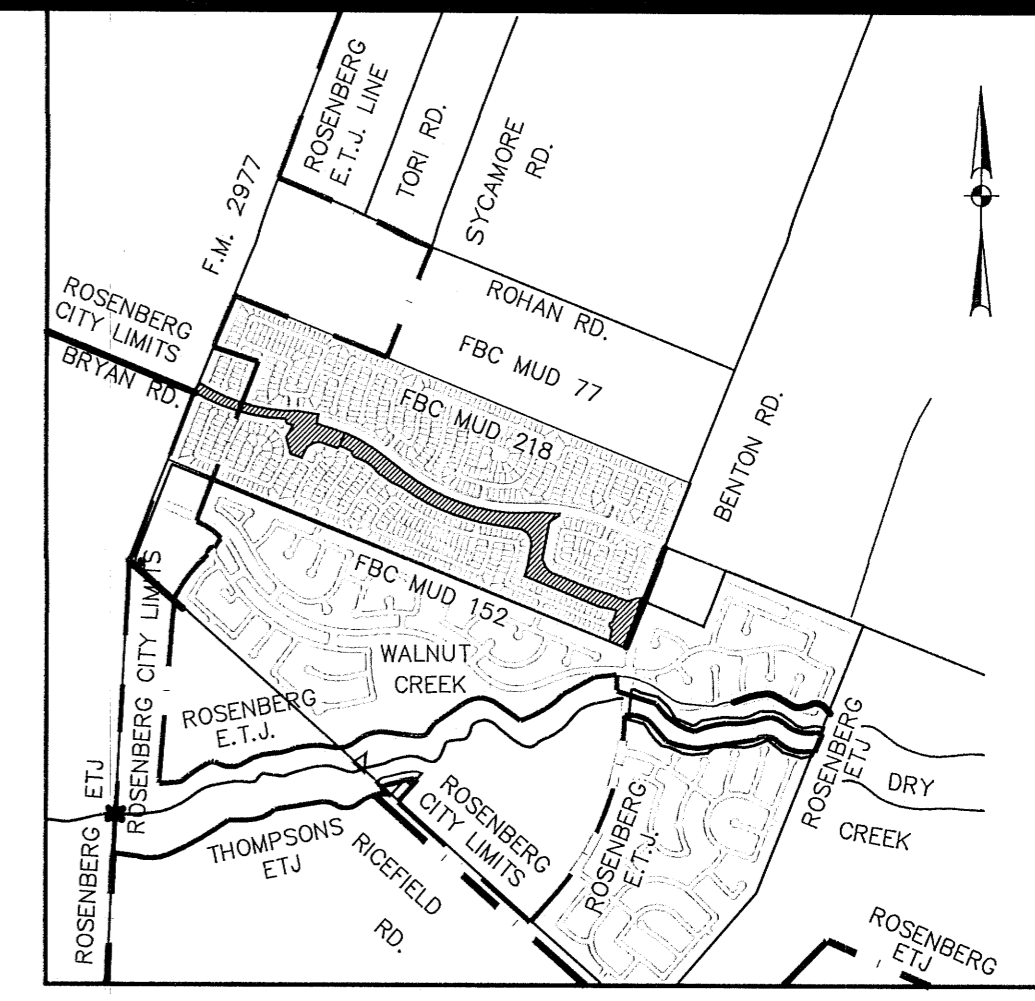 ROSENBERG
E.T.J. LINE
TORI RD.
SYCAMORE
RD.
F.M. 2977
ROSENBERG
CITY LIMITS
BRYAN RD.
ROHAN RD.
FBC MUD 77
FBC MUD 218
BENTON RD.
FBC MUD 152
WALNUT
CREEK
ROSENBERG
E.T.J.
ROSENBERG CITY LIMITS
ROSENBERG ETJ
THOMPSONS
ETJ
RICEFIELD
RD.
ROSENBERG
CITY LIMITS
ROSENBERG
E.T.J.
ROSENBERG
ETJ
DRY
CREEK
ROSENBERG
ETJ